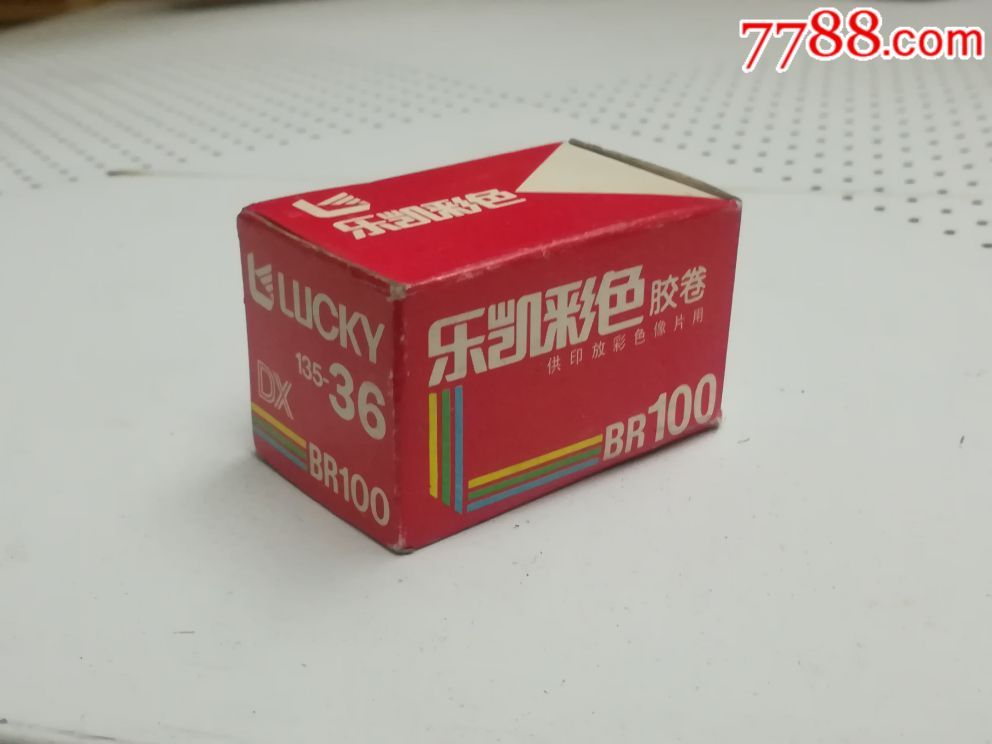 7788.com
乐凯彩色
LUCKY
135-36
DX
BR100
乐凯彩色胶卷
供印放彩色像片用
BR100